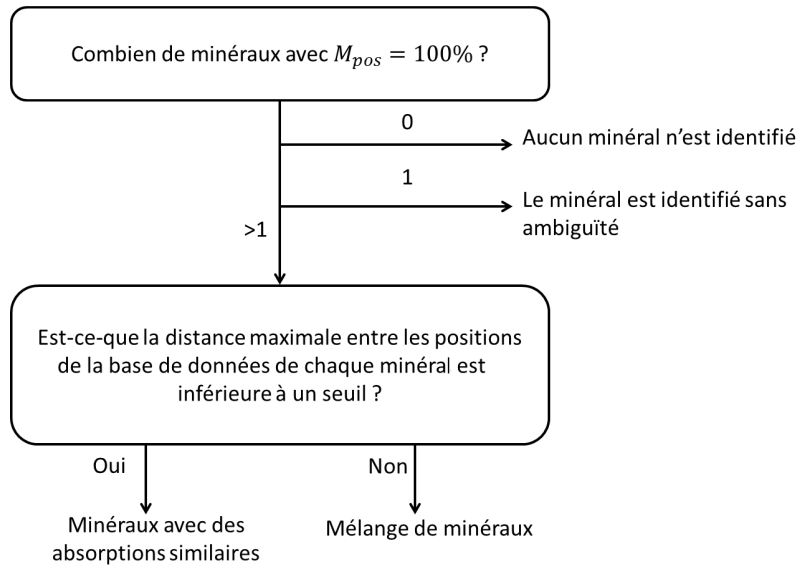 Combien de minéraux avec M_pos = 100% ?
0
Aucun minéral n'est identifié
1
Le minéral est identifié sans
ambiguïté
>1
Est-ce-que la distance maximale entre les positions
de la base de données de chaque minéral est
inférieure à un seuil ?
Oui
Non
Minéraux avec des
absorptions similaires
Mélange de minéraux